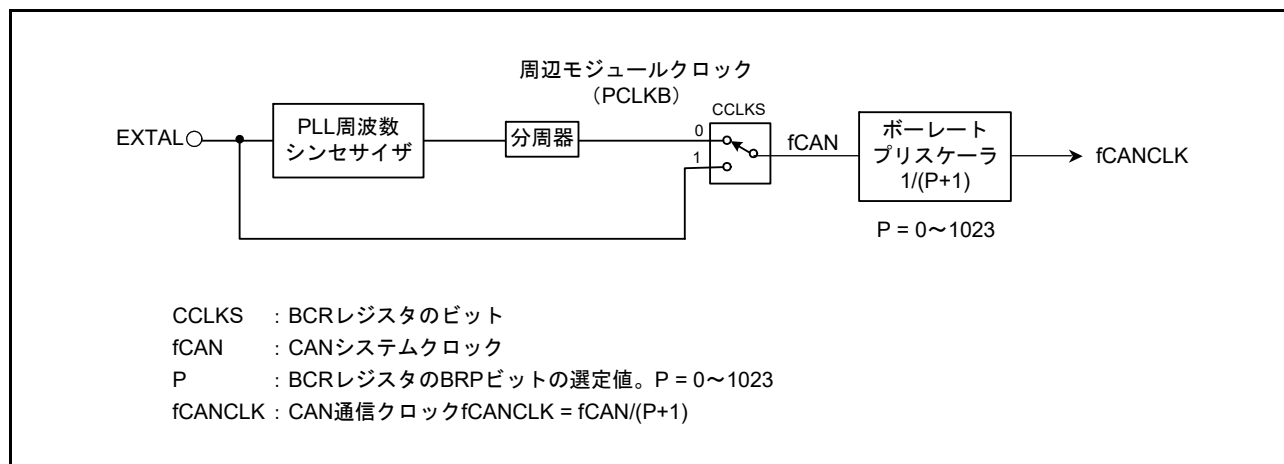 周辺モジュールクロック
（PCLKB）
CCLKS
EXTAL
PLL周波数
シンセサイザ
分周器
0
1
fCAN
ボーレート
プリスケーラ
1/(P+1)
fCANCLK
P = 0～1023
CCLKS : BCRレジスタのビット
fCAN : CANシステムクロック
P : BCRレジスタのBRPビットの選定値。P = 0～1023
fCANCLK : CAN通信クロックfCANCLK = fCAN/(P+1)